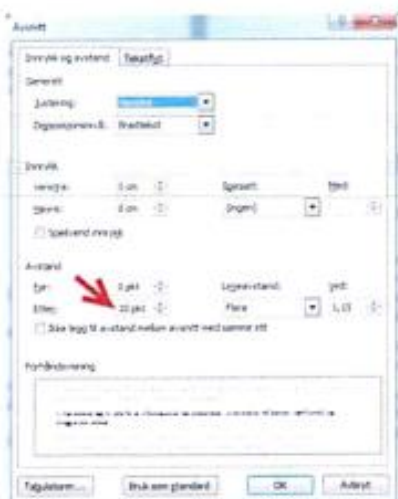 Avsnitt
Innrykk og avstand Tekstflyt
Generelt
Justering:
Disposisjonsnivå: Brødtekst
Innrykk
Venstre: 0 cm Spesielt: Med:
Høyre: 0 cm (ingen)
Speilvend innrykk
Avstand
Før: 0 pkt Linjeavstand: Ved:
Etter: 10 pkt Flere 1,15
Ikke legg til avstand mellom avsnitt med samme stil
Forhåndsvisning
Tabulatorer... Bruk som standard OK Avbryt